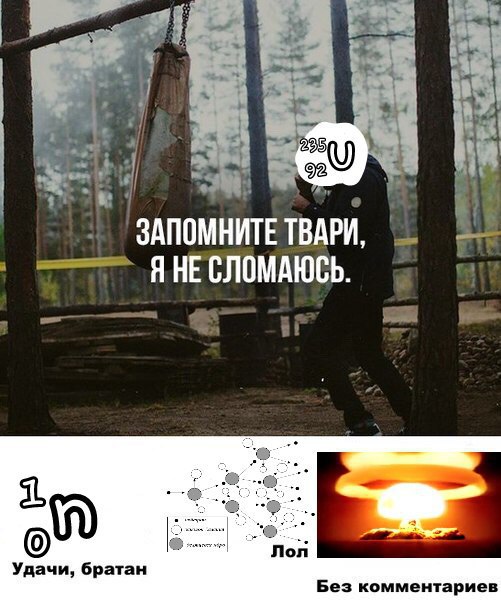 235
92 U
ЗАПОМНИТЕ ТВАРИ,
Я НЕ СЛОМАЮСЬ.
1
0 n
Удачи, братан
Лол
Без комментариев